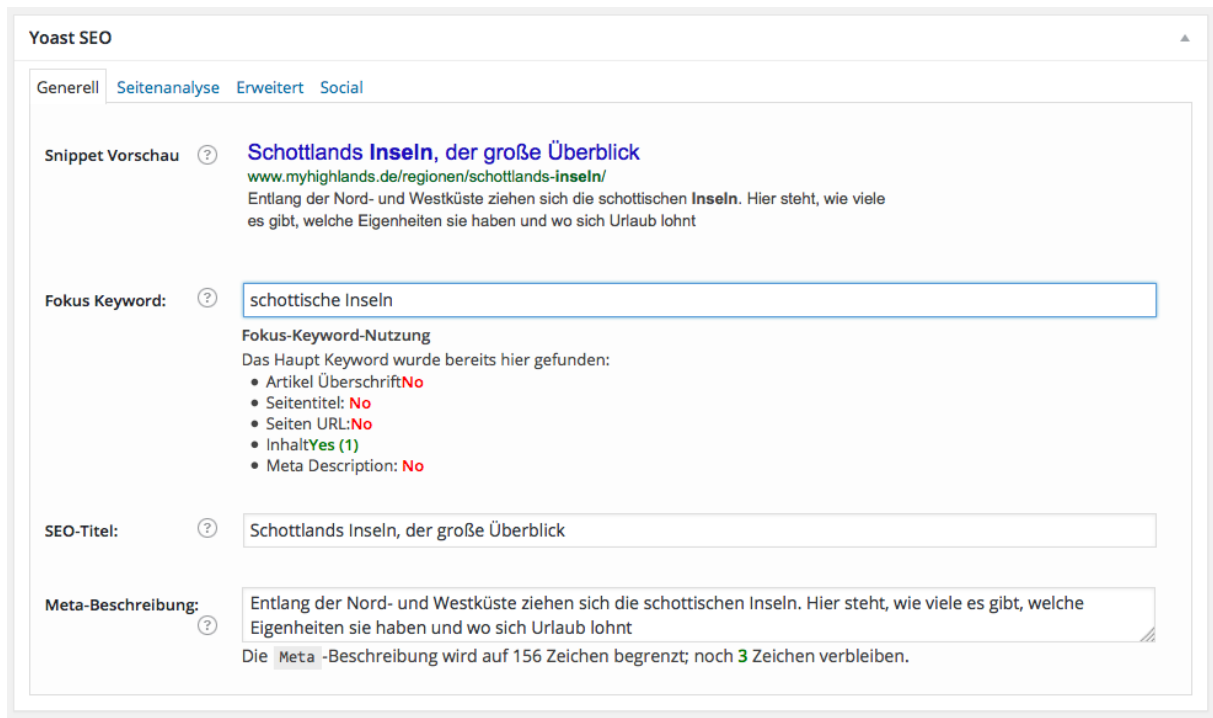 Yoast SEO
Generell Seitenanalyse Erweitert Social
Snippet Vorschau ? Schottlands Inseln, der große Überblick
www.myhighlands.de/regionen/schottlands-inseln/
Entlang der Nord- und Westküste ziehen sich die schottischen Inseln. Hier steht, wie viele
es gibt, welche Eigenheiten sie haben und wo sich Urlaub lohnt
Fokus Keyword: ? schottische Inseln
Fokus-Keyword-Nutzung
Das Haupt Keyword wurde bereits hier gefunden:
• Artikel ÜberschriftNo
• Seitentitel: No
• Seiten URL:No
• InhaltYes (1)
• Meta Description: No
SEO-Titel: ? Schottlands Inseln, der große Überblick
Meta-Beschreibung: ? Entlang der Nord- und Westküste ziehen sich die schottischen Inseln. Hier steht, wie viele es gibt, welche
Eigenheiten sie haben und wo sich Urlaub lohnt
Die Meta -Beschreibung wird auf 156 Zeichen begrenzt; noch 3 Zeichen verbleiben.